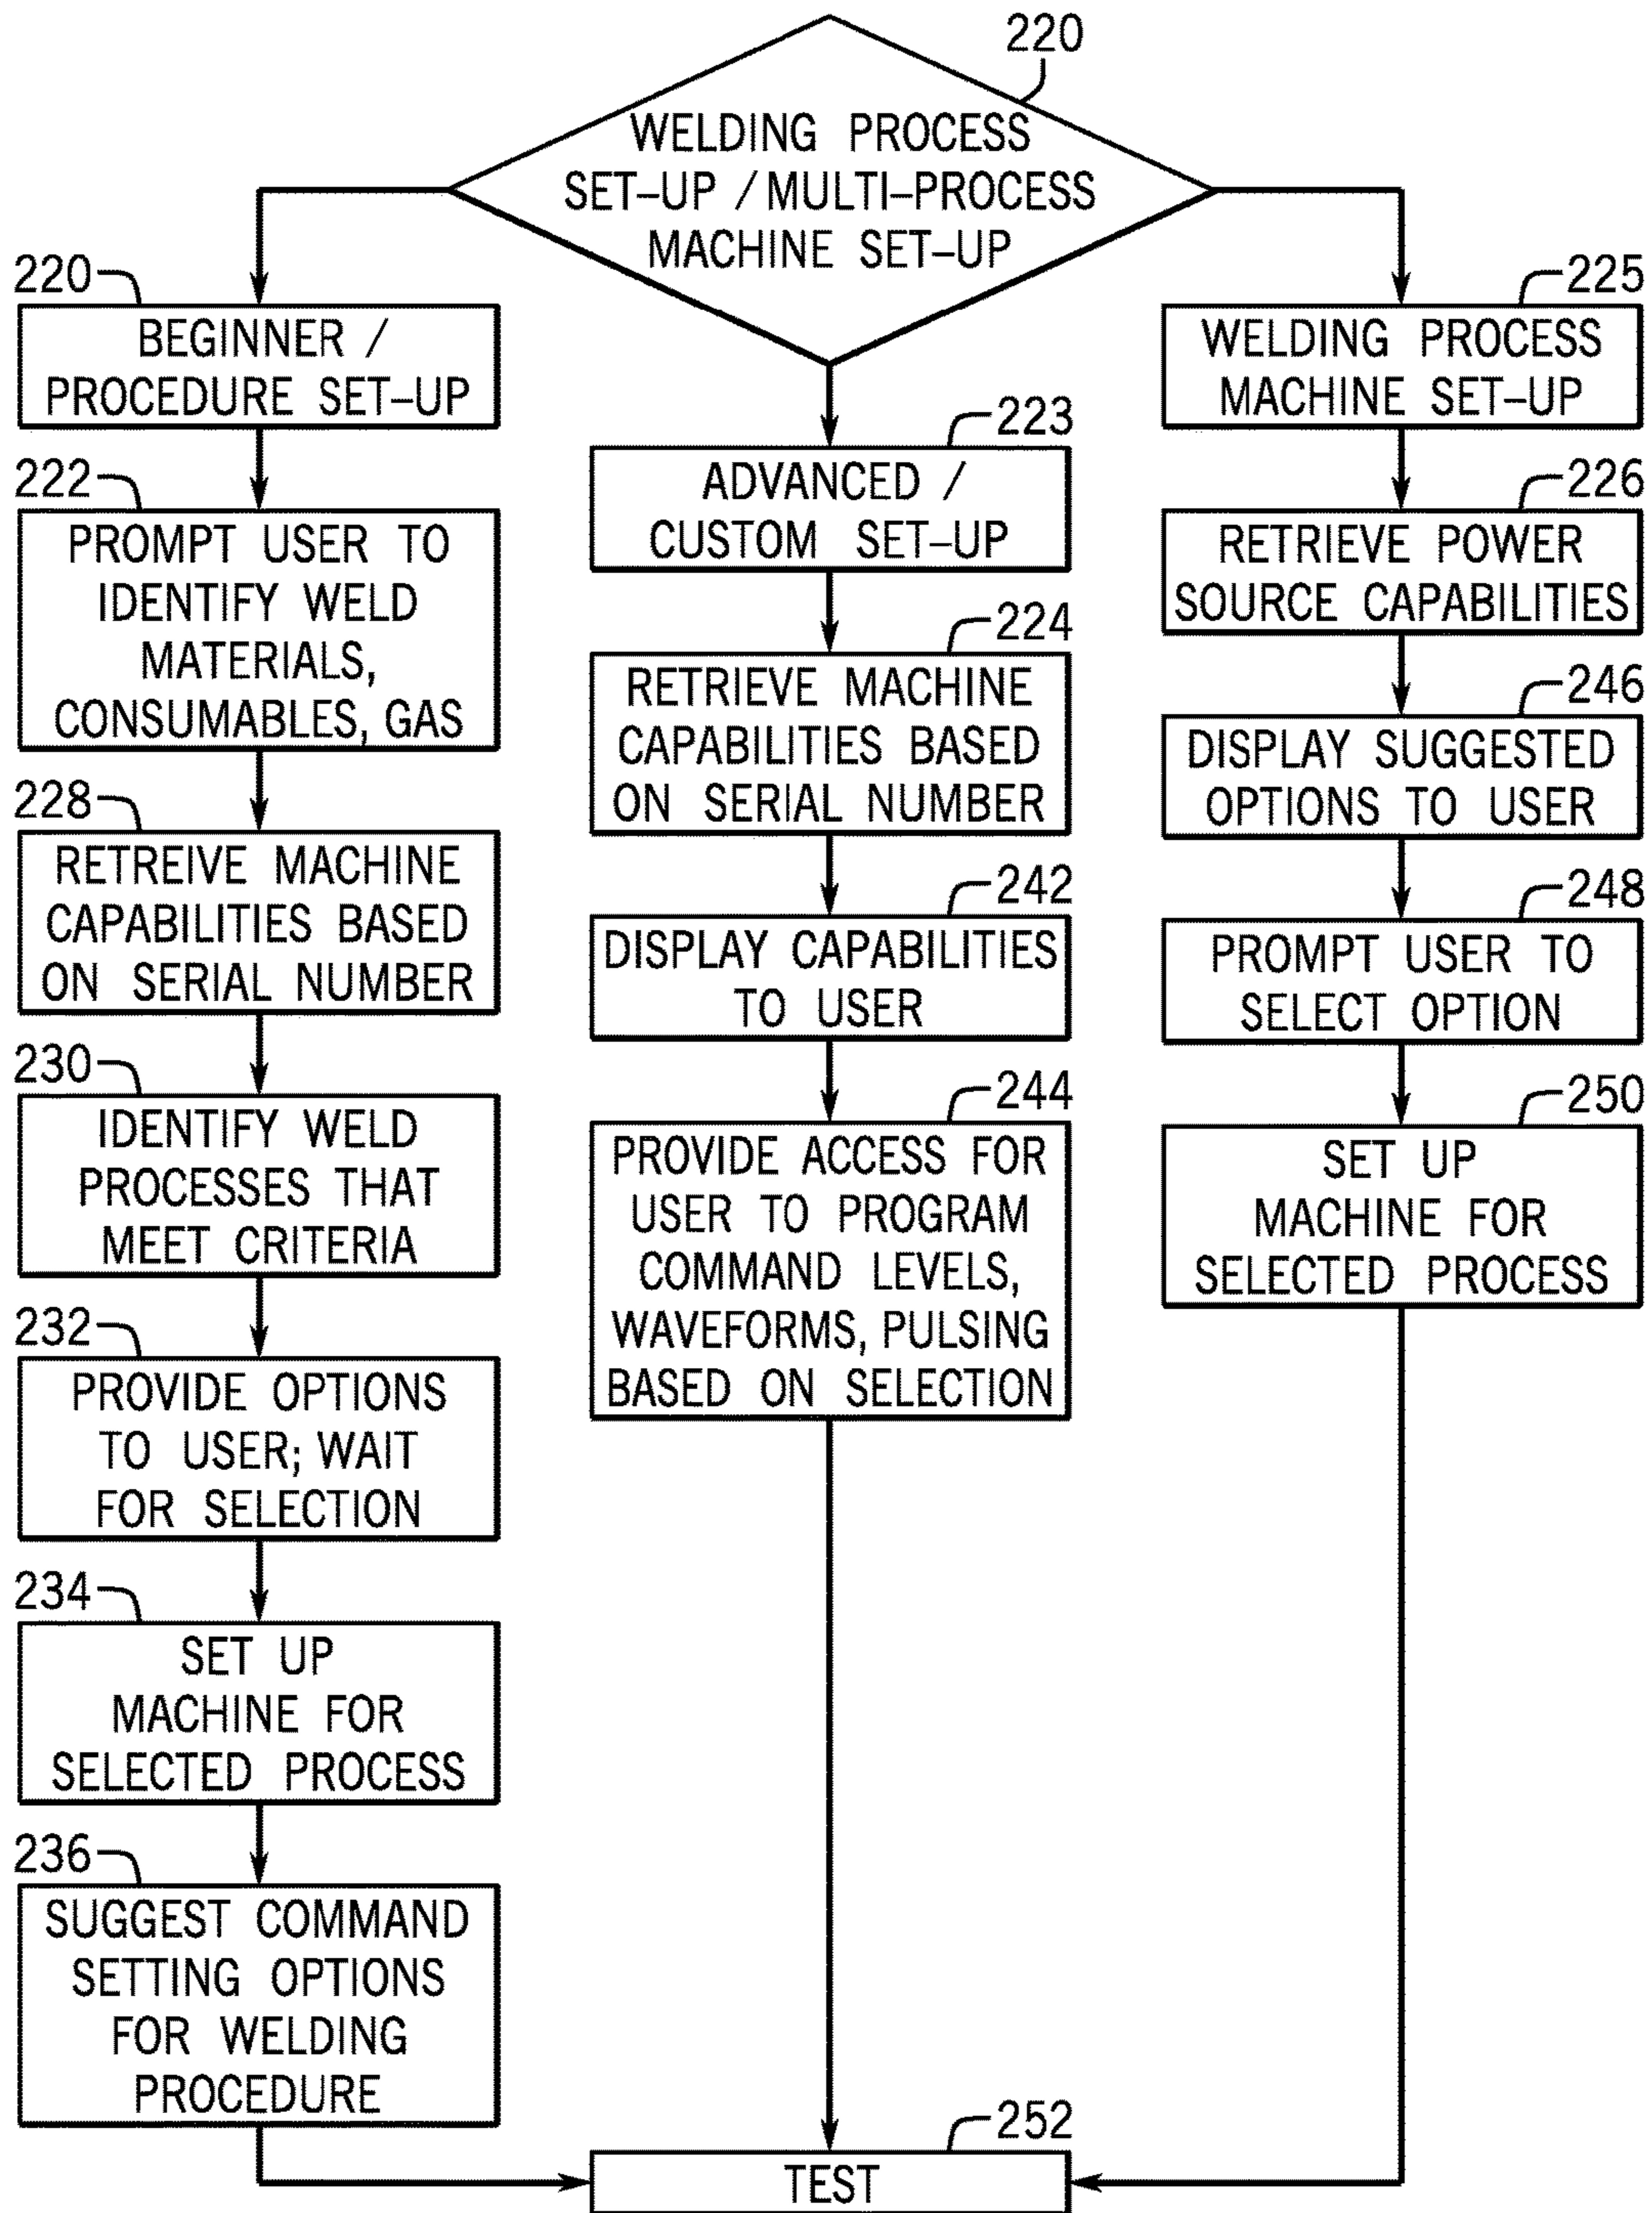 220
WELDING PROCESS
SET–UP / MULTI–PROCESS
MACHINE SET–UP
220
BEGINNER /
PROCEDURE SET–UP
222
PROMPT USER TO
IDENTIFY WELD
MATERIALS,
CONSUMABLES, GAS
228
RETREIVE MACHINE
CAPABILITIES BASED
ON SERIAL NUMBER
230
IDENTIFY WELD
PROCESSES THAT
MEET CRITERIA
232
PROVIDE OPTIONS
TO USER; WAIT
FOR SELECTION
234
SET UP
MACHINE FOR
SELECTED PROCESS
236
SUGGEST COMMAND
SETTING OPTIONS
FOR WELDING
PROCEDURE
223
ADVANCED /
CUSTOM SET–UP
224
RETRIEVE MACHINE
CAPABILITIES BASED
ON SERIAL NUMBER
242
DISPLAY CAPABILITIES
TO USER
244
PROVIDE ACCESS FOR
USER TO PROGRAM
COMMAND LEVELS,
WAVEFORMS, PULSING
BASED ON SELECTION
225
WELDING PROCESS
MACHINE SET–UP
226
RETRIEVE POWER
SOURCE CAPABILITIES
246
DISPLAY SUGGESTED
OPTIONS TO USER
248
PROMPT USER TO
SELECT OPTION
250
SET UP
MACHINE FOR
SELECTED PROCESS
252
TEST